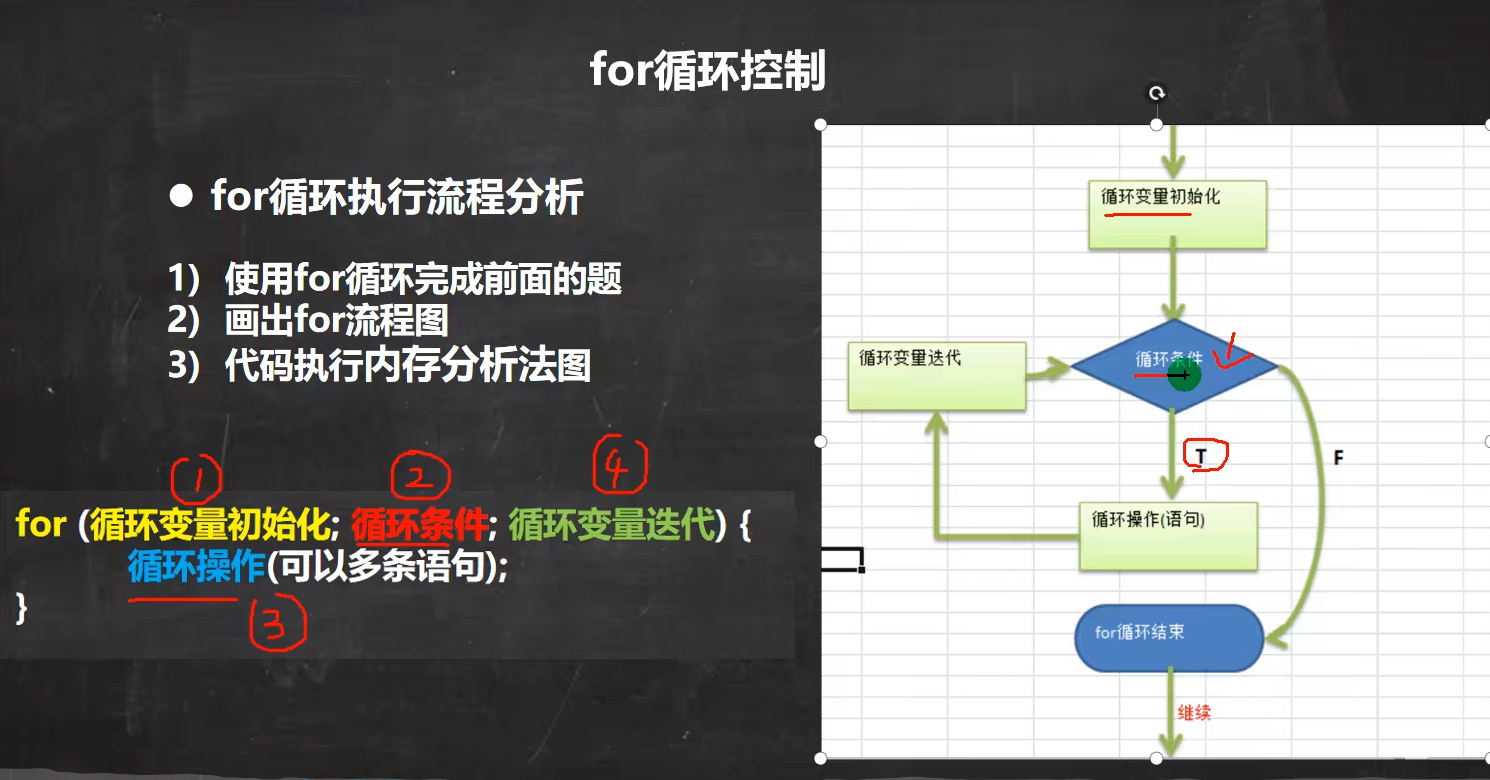 for循环控制
● for循环执行流程分析
1) 使用for循环完成前面的题
2) 画出for流程图
3) 代码执行内存分析法图
① ② ④
for (循环变量初始化; 循环条件; 循环变量迭代) {
循环操作(可以多条语句);
}
③
循环变量初始化
循环变量迭代
循环条件
T
F
循环操作(语句)
for循环结束
继续